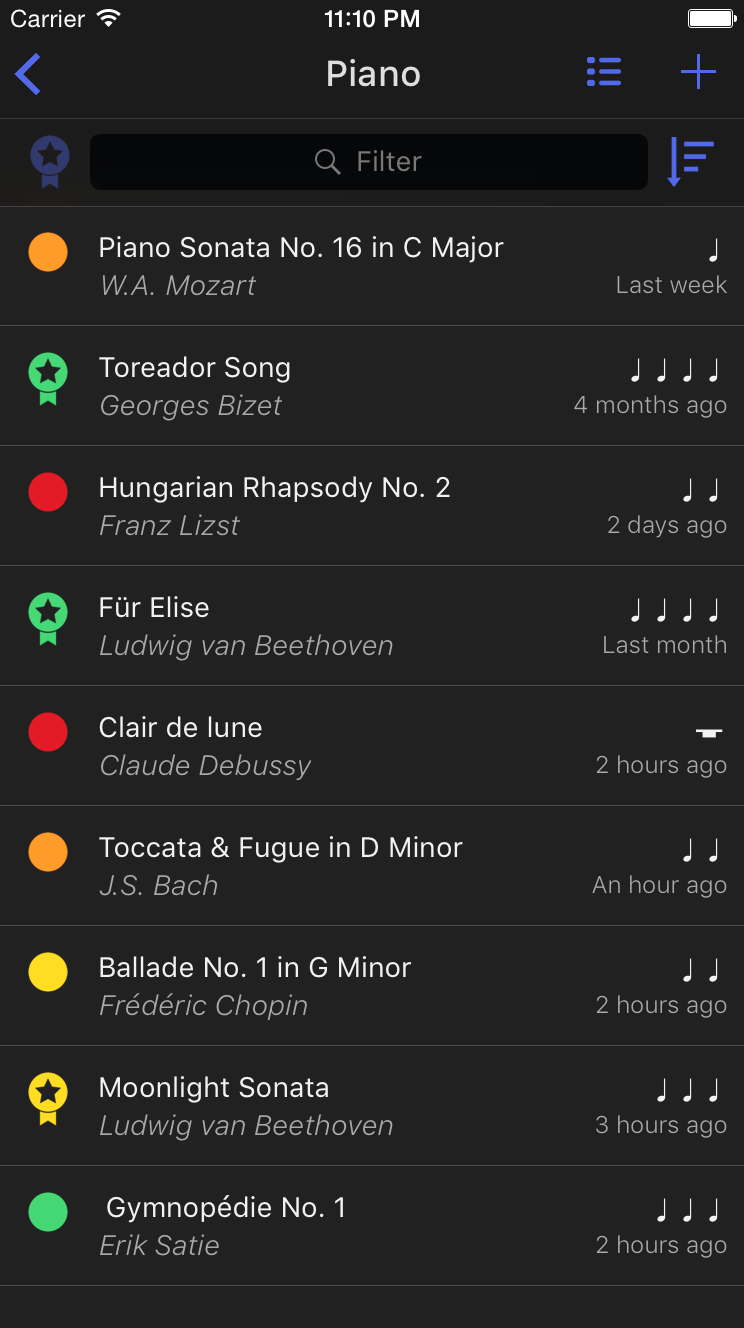 Carrier 11:10 PM
Piano
Filter
Piano Sonata No. 16 in C Major
W.A. Mozart Last week
Toreador Song
Georges Bizet 4 months ago
Hungarian Rhapsody No. 2
Franz Lizst 2 days ago
Für Elise
Ludwig van Beethoven Last month
Clair de lune
Claude Debussy 2 hours ago
Toccata & Fugue in D Minor
J.S. Bach An hour ago
Ballade No. 1 in G Minor
Frédéric Chopin 2 hours ago
Moonlight Sonata
Ludwig van Beethoven 3 hours ago
Gymnopédie No. 1
Erik Satie 2 hours ago